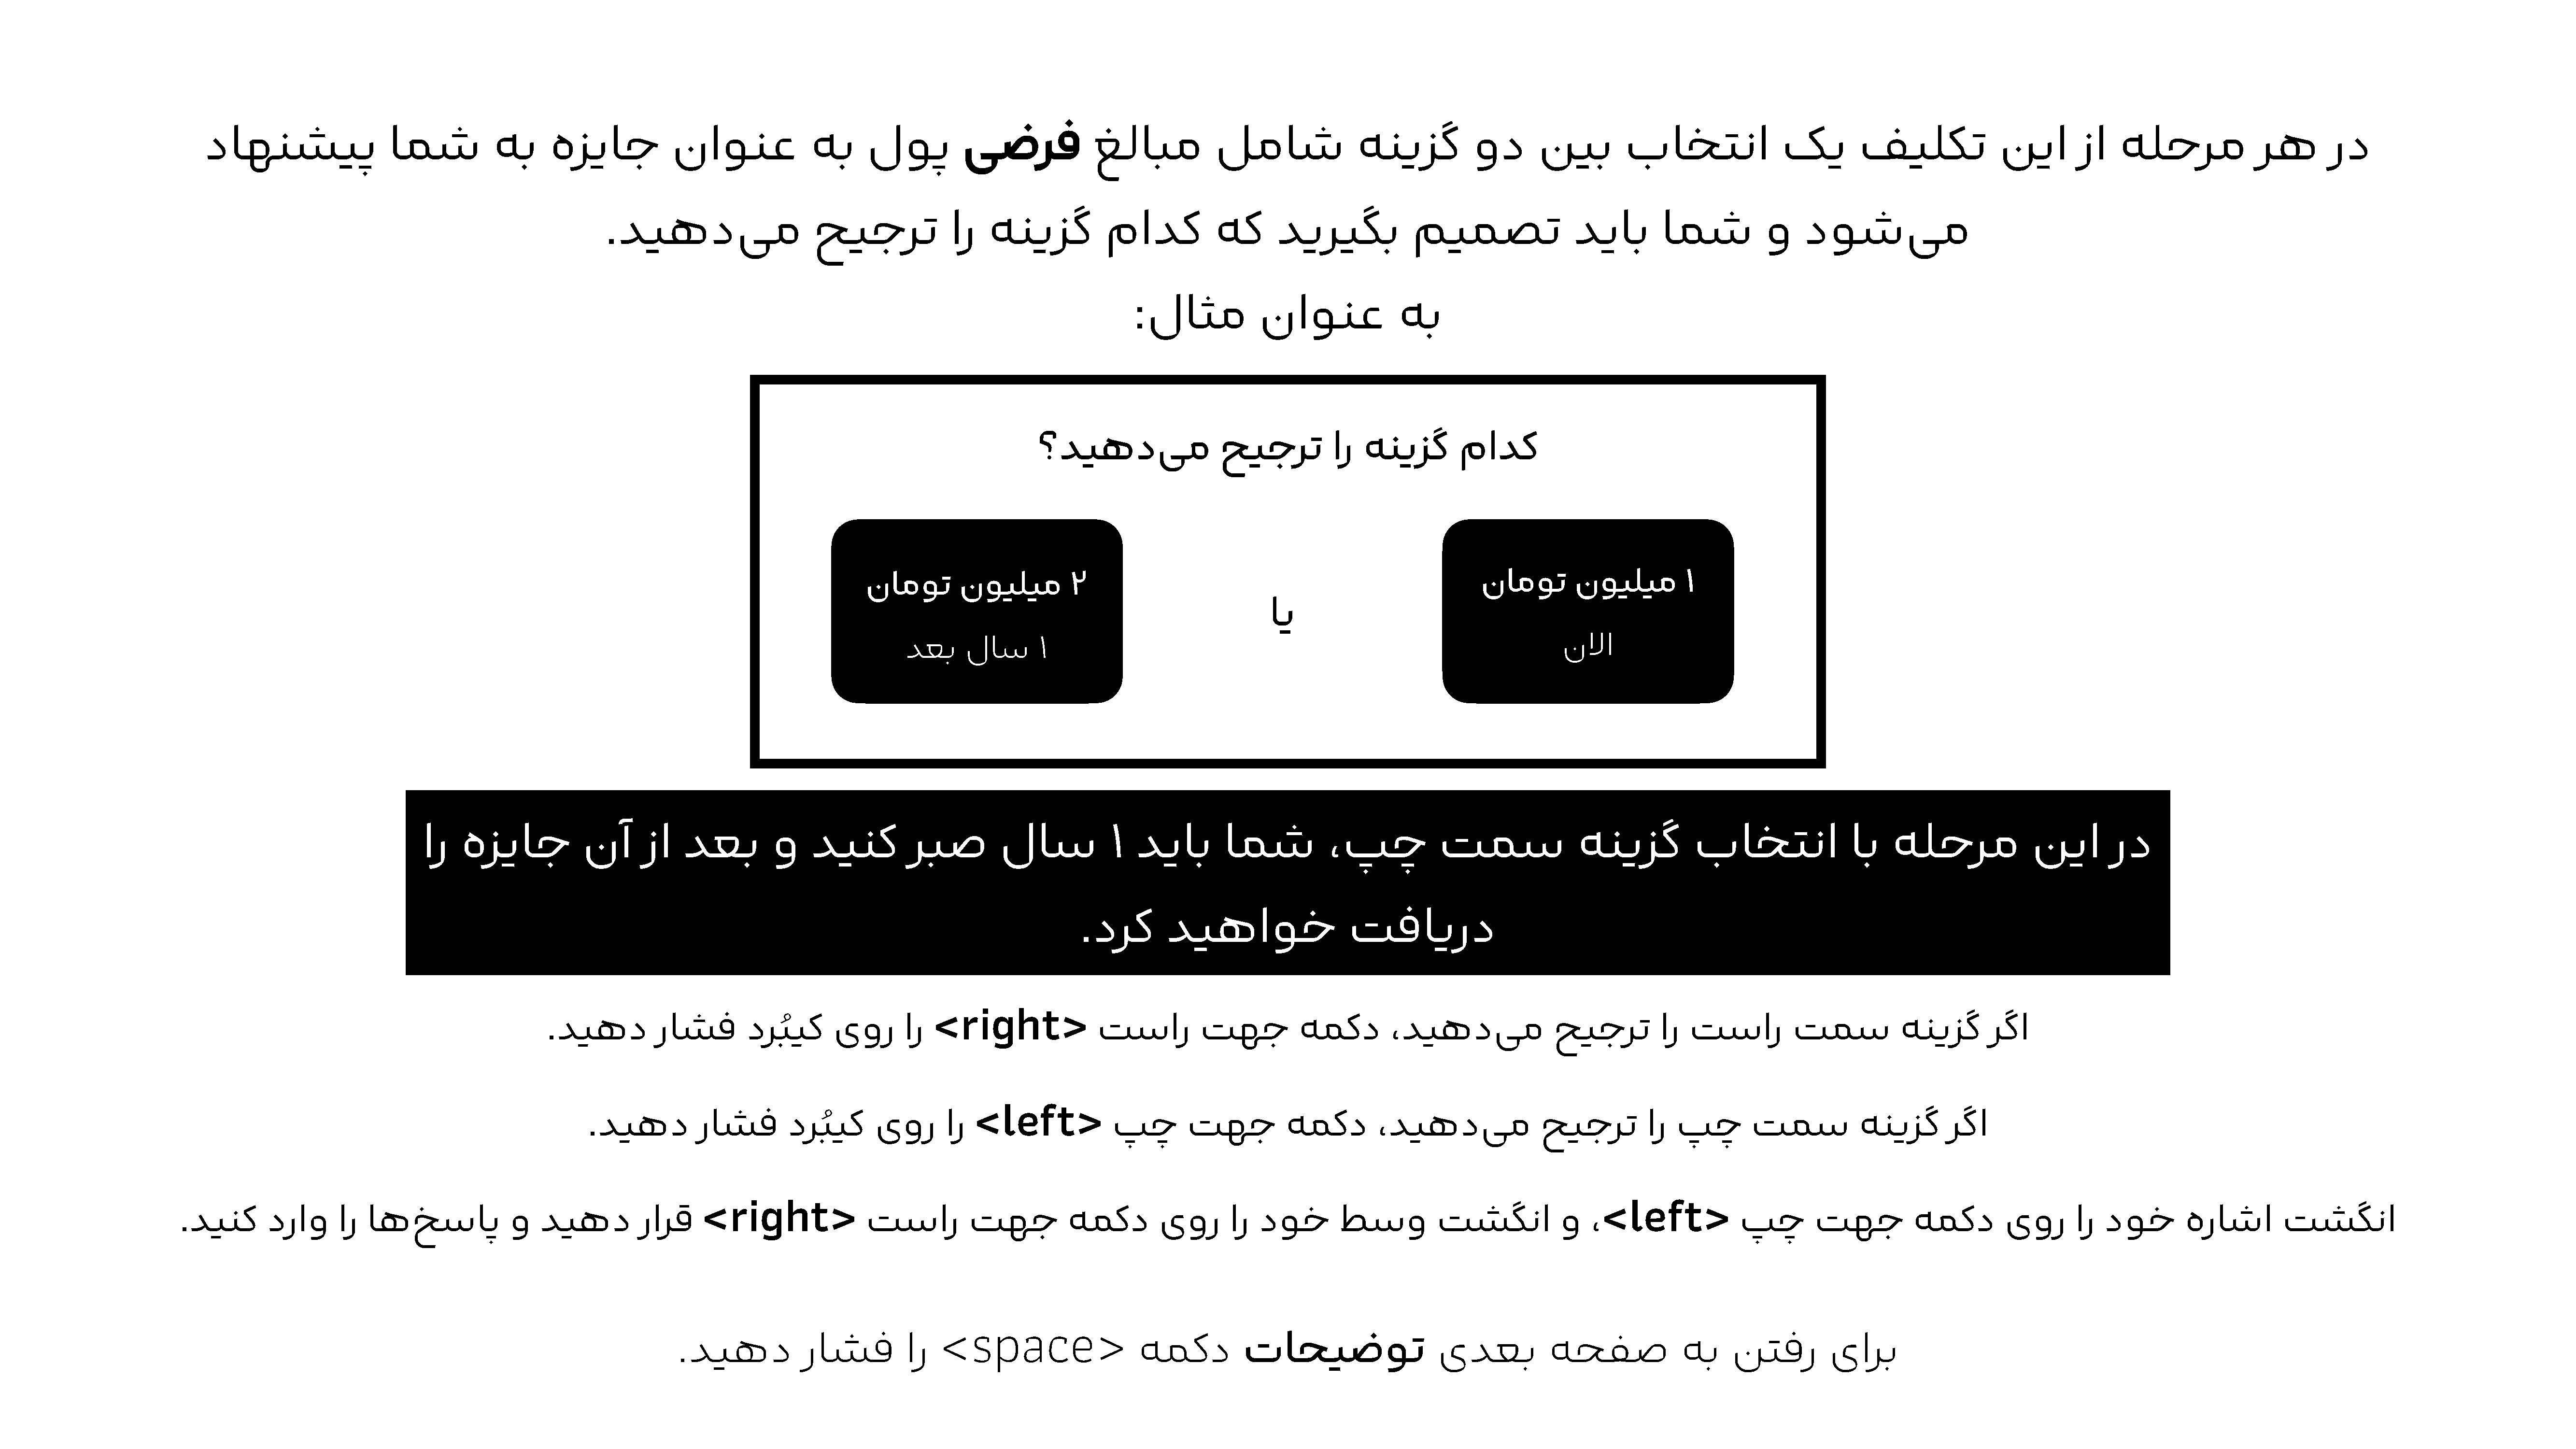 در هر مرحله از این تکلیف یک انتخاب بین دو گزینه شامل مبالغ فرضی پول به عنوان جایزه به شما پیشنهاد
می‌شود و شما باید تصمیم بگیرید که کدام گزینه را ترجیح می‌دهید.
به عنوان مثال:
کدام گزینه را ترجیح می‌دهید؟
۱ میلیون تومان
الان
یا
۲ میلیون تومان
۱ سال بعد
در این مرحله با انتخاب گزینه سمت چپ، شما باید ۱ سال صبر کنید و بعد از آن جایزه را
دریافت خواهید کرد.
اگر گزینه سمت راست را ترجیح می‌دهید، دکمه جهت راست <right> را روی کیبُرد فشار دهید.
اگر گزینه سمت چپ را ترجیح می‌دهید، دکمه جهت چپ <left> را روی کیبُرد فشار دهید.
انگشت اشاره خود را روی دکمه جهت چپ <left>، و انگشت وسط خود را روی دکمه جهت راست <right> قرار دهید و پاسخ‌ها را وارد کنید.
برای رفتن به صفحه بعدی توضیحات دکمه <space> را فشار دهید.